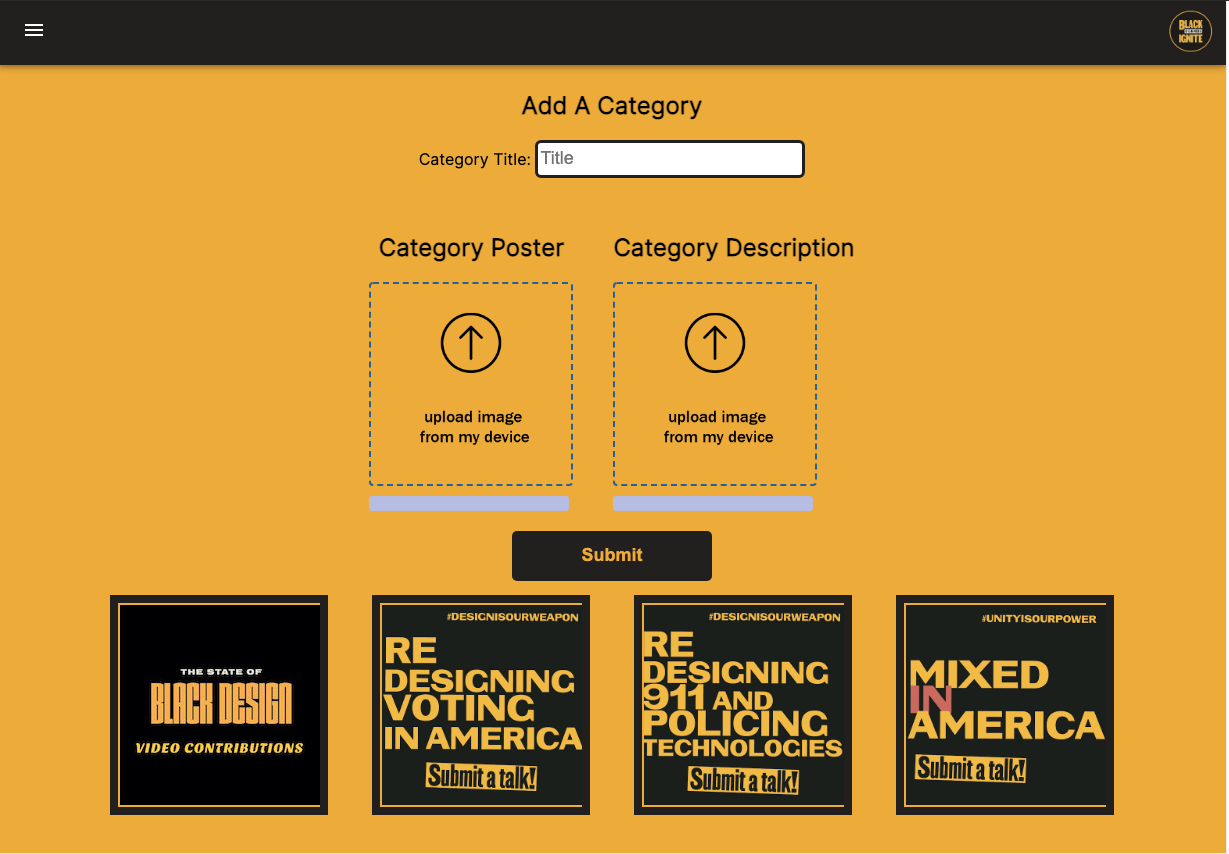 BLACK
IGNITE
Add A Category
Category Title: Title
Category Poster
Category Description
upload image
from my device
upload image
from my device
Submit
THE STATE OF
BLACK DESIGN
VIDEO CONTRIBUTIONS
#DESIGNISOURWEAPON
RE
DESIGNING
VOTING
IN AMERICA
Submit a talk!
#DESIGNISOURWEAPON
RE
DESIGNING
911 AND
POLICING
TECHNOLOGIES
Submit a talk!
#UNITYISOURPOWER
MIXED
IN
AMERICA
Submit a talk!